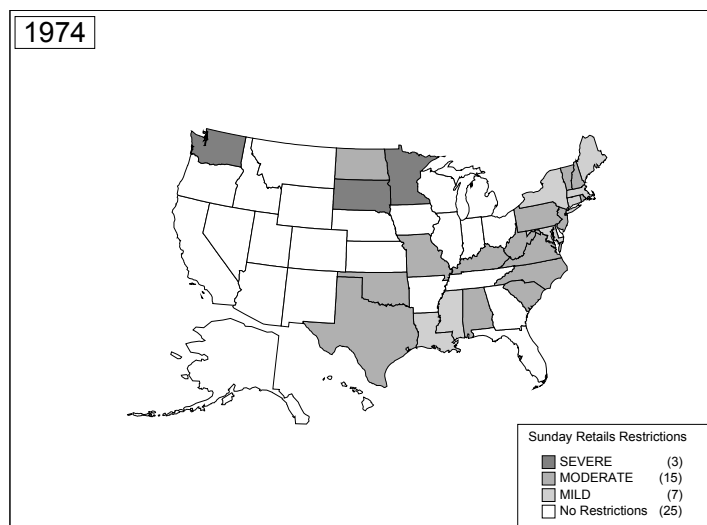 1974
Sunday Retails Restrictions
SEVERE (3)
MODERATE (15)
MILD (7)
No Restrictions (25)